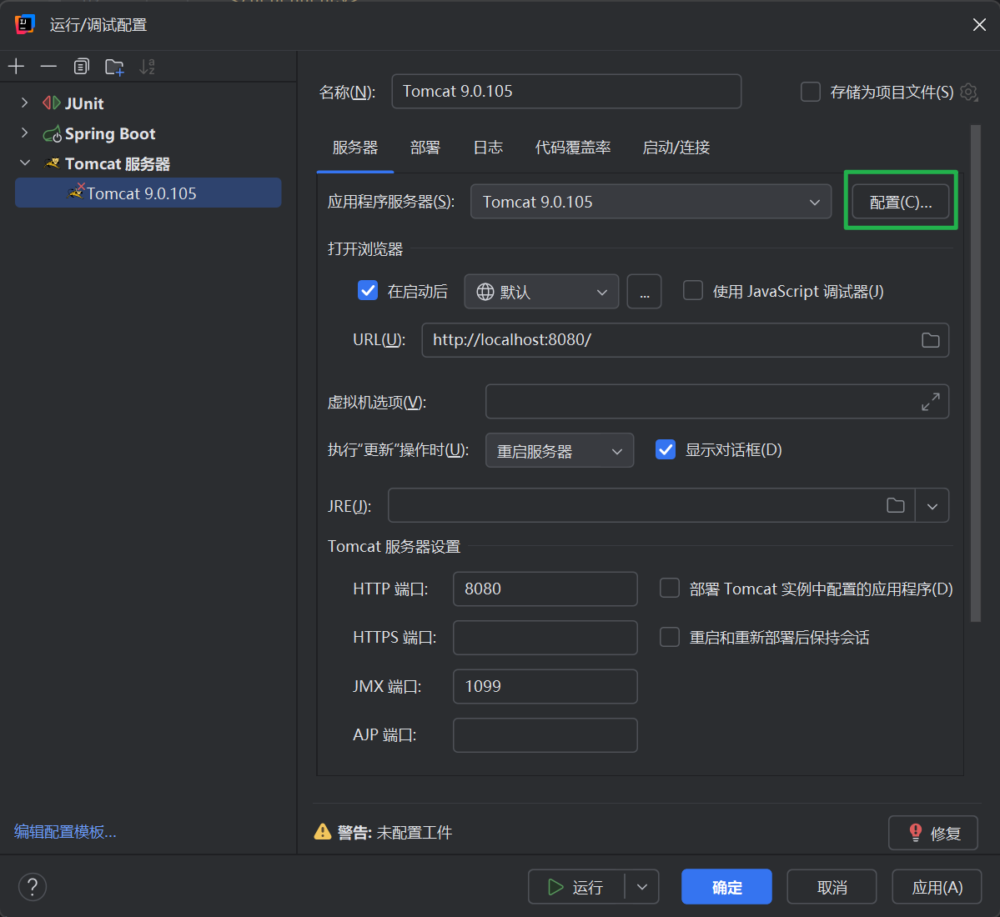 运行/调试配置
名称(N):
Tomcat 9.0.105
存储为项目文件(S)
JUnit
Spring Boot
Tomcat 服务器
Tomcat 9.0.105
服务器
部署
日志
代码覆盖率
启动/连接
应用程序服务器(S):
Tomcat 9.0.105
配置(C)...
打开浏览器
在启动后
默认
...
使用 JavaScript 调试器(J)
URL(U):
http://localhost:8080/
虚拟机选项(V):
执行“更新”操作时(U):
重启服务器
显示对话框(D)
JRE(J):
Tomcat 服务器设置
HTTP 端口:
8080
部署 Tomcat 实例中配置的应用程序(D)
HTTPS 端口:
重启和重新部署后保持会话
JMX 端口:
1099
AJP 端口:
编辑配置模板...
警告: 未配置工件
修复
?
运行
确定
取消
应用(A)